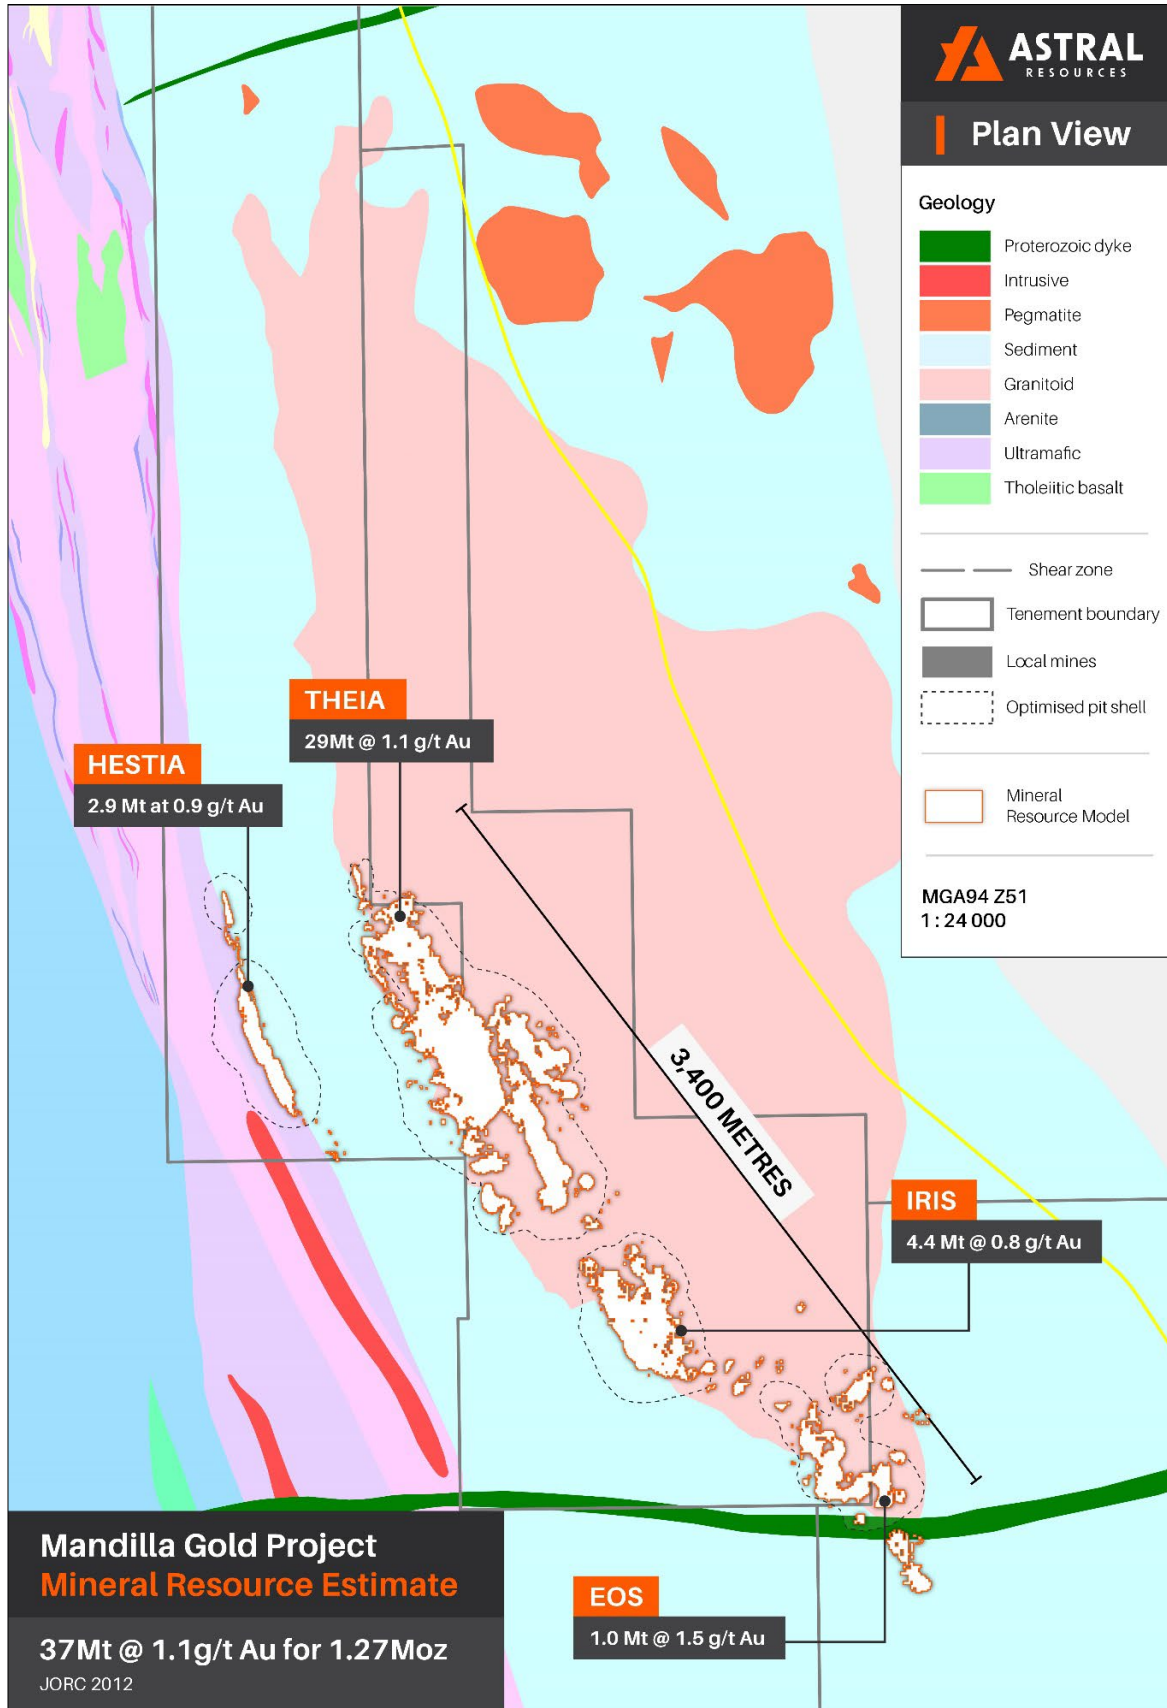 ASTRAL
RESOURCES
Plan View
Geology
Proterozoic dyke
Intrusive
Pegmatite
Sediment
Granitoid
Arenite
Ultramafic
Tholeiitic basalt
Shear zone
Tenement boundary
Local mines
Optimised pit shell
Mineral
Resource Model
MGA94 Z51
1 : 24 000
THEIA
29Mt @ 1.1 g/t Au
HESTIA
2.9 Mt at 0.9 g/t Au
3,400 METRES
IRIS
4.4 Mt @ 0.8 g/t Au
EOS
1.0 Mt @ 1.5 g/t Au
Mandilla Gold Project
Mineral Resource Estimate
37Mt @ 1.1g/t Au for 1.27Moz
JORC 2012